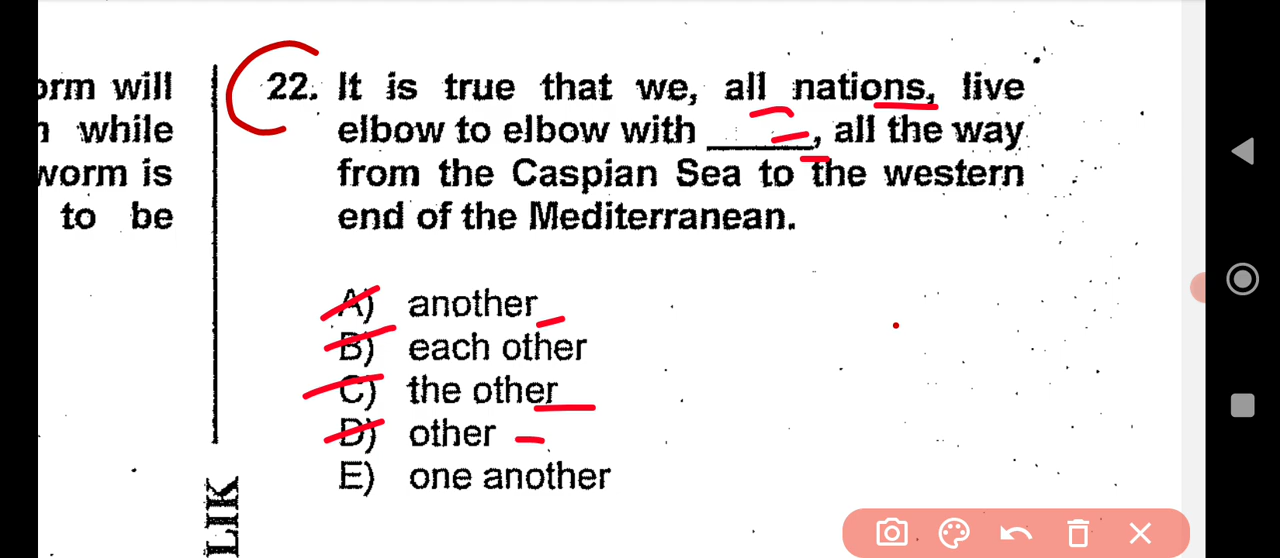 orm will
while
worm is
to be
LIK
22. It is true that we, all nations, live
elbow to elbow with ______, all the way
from the Caspian Sea to the western
end of the Mediterranean.
A) another
B) each other
C) the other
D) other
E) one another